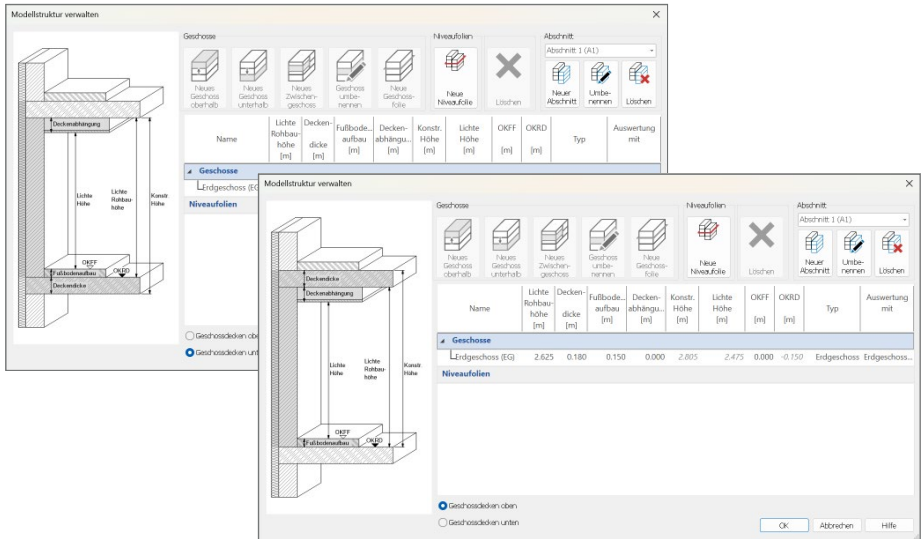 Modellstruktur verwalten
Geschosse
Niveaufolien
Abschnitt
Abschnitt 1 (A1)
Neues Geschoss oberhalb
Neues Geschoss unterhalb
Neues Zwischen-geschoss
Geschoss umbe-nennen
Neue Geschoss-folie
Neue Niveaufolie
Löschen
Neuer Abschnitt
Umbe-nennen
Löschen
Name
Lichte Rohbau-höhe [m]
Decken-dicke [m]
Fußbode... aufbau [m]
Decken-abhängu... [m]
Konstr. Höhe [m]
Lichte Höhe [m]
OKFF [m]
OKRD [m]
Typ
Auswertung mit
Geschosse
Erdgeschoss (EG
Niveaufolien
Deckenabhängung
Lichte Höhe
Lichte Rohbau-höhe
Konstr. Höhe
OKFF
OKRD
Fußbodenaufbau
Deckendicke
Geschossdecken obe
Geschossdecken unt
Modellstruktur verwalten
Geschosse
Niveaufolien
Abschnitt
Abschnitt 1 (A1)
Neues Geschoss oberhalb
Neues Geschoss unterhalb
Neues Zwischen-geschoss
Geschoss umbe-nennen
Neue Geschoss-folie
Neue Niveaufolie
Löschen
Neuer Abschnitt
Umbe-nennen
Löschen
Name
Lichte Rohbau-höhe [m]
Decken-dicke [m]
Fußbode... aufbau [m]
Decken-abhängu... [m]
Konstr. Höhe [m]
Lichte Höhe [m]
OKFF [m]
OKRD [m]
Typ
Auswertung mit
Geschosse
Erdgeschoss (EG) 2.625 0.180 0.150 0.000 2.805 2.475 0.000 -0.150 Erdgeschoss Erdgeschoss...
Niveaufolien
Deckendicke
Deckenabhängung
Lichte Höhe
Lichte Rohbau-höhe
Konstr. Höhe
OKFF
OKRD
Fußbodenaufbau
Geschossdecken oben
Geschossdecken unten
OK
Abbrechen
Hilfe